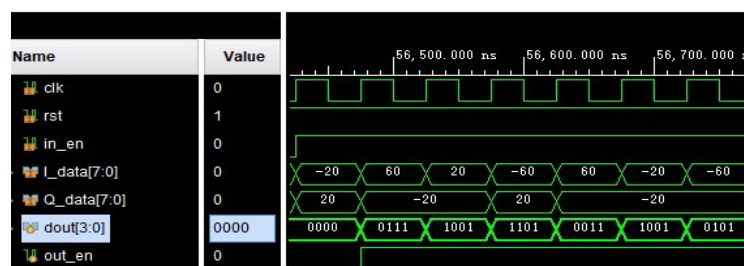 Name Value
56,500.000 ns 56,600.000 ns 56,700.000
clk 0
rst 1
in_en 0
I_data[7:0] 0 -20 60 20 -60 60 -20 -60
Q_data[7:0] 0 20 -20 20 -20
dout[3:0] 0000 0000 0111 1001 1101 0011 1001 0101
out_en 0